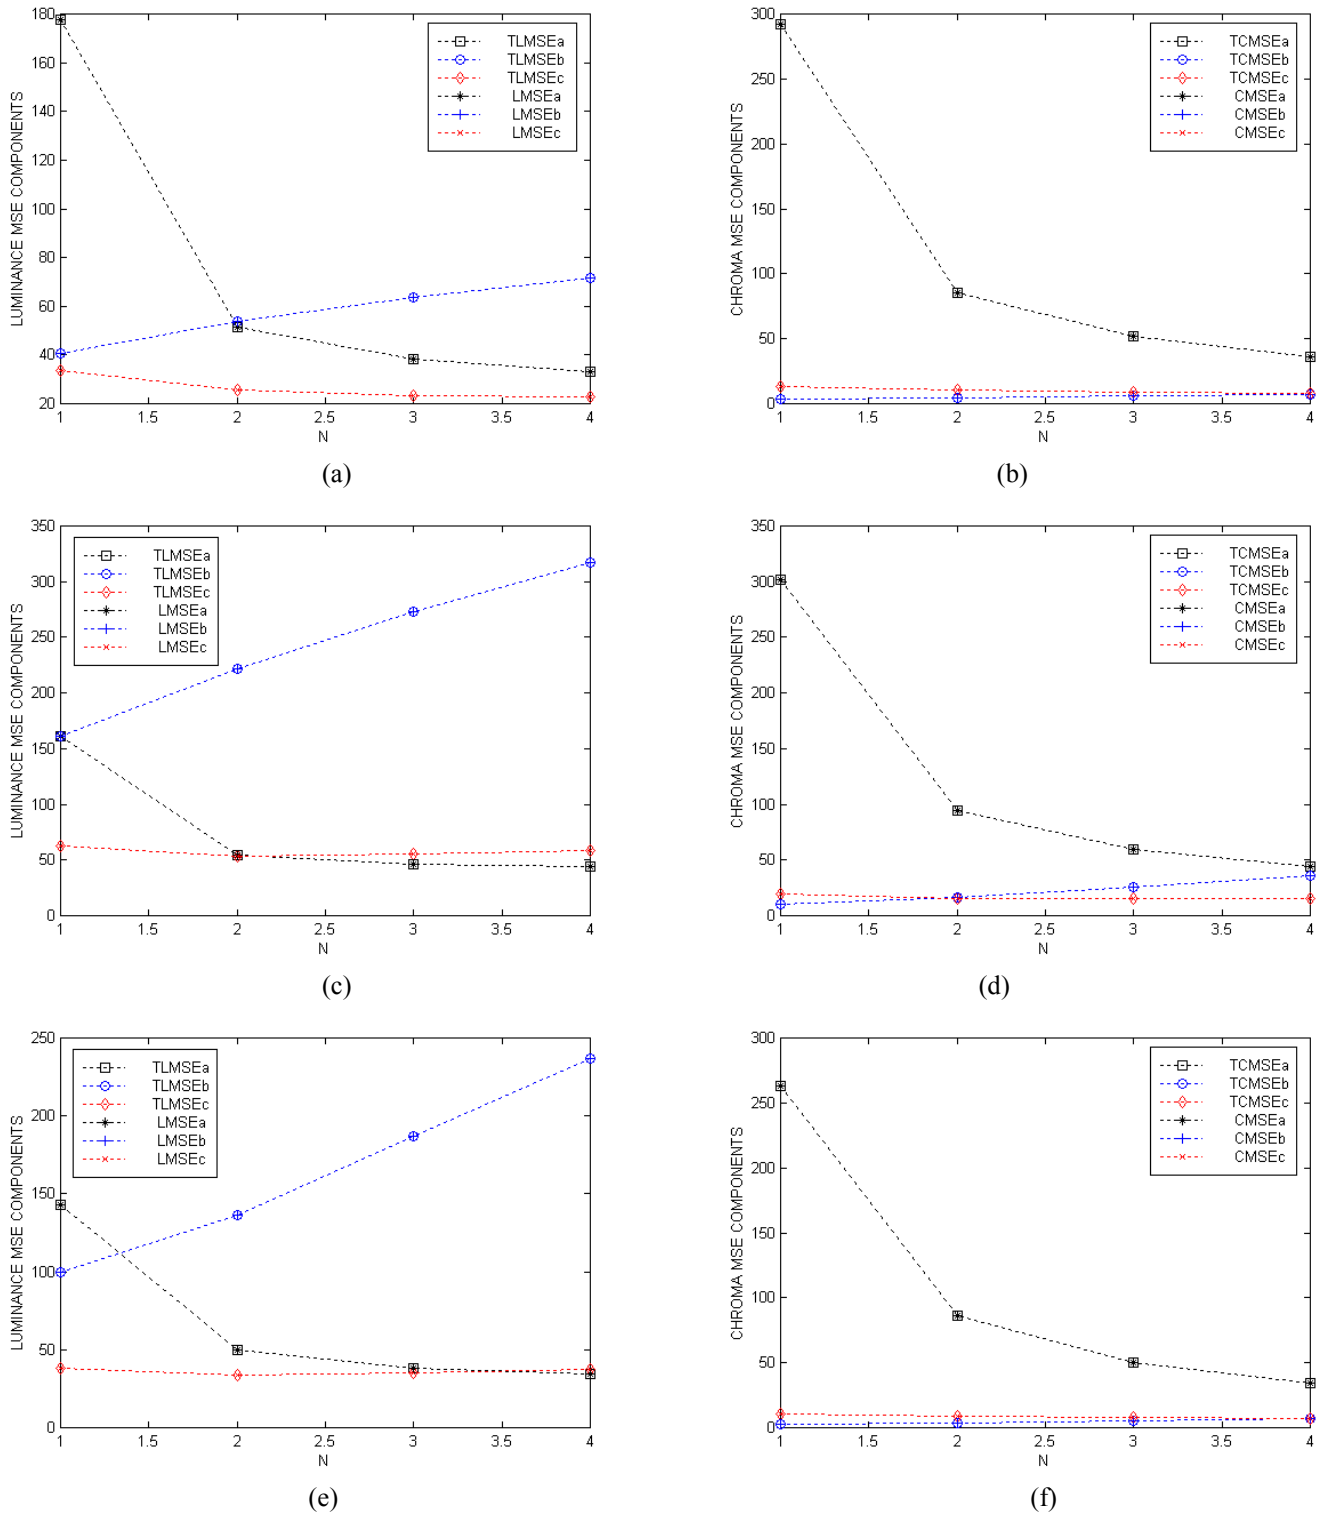 LUMINANCE MSE COMPONENTS
180
160
140
120
100
80
60
40
20
1 1.5 2 2.5 3 3.5 4
N
TLMSEa
TLMSEb
TLMSEc
LMSEa
LMSEb
LMSEc
(a)
CHROMA MSE COMPONENTS
300
250
200
150
100
50
0
1 1.5 2 2.5 3 3.5 4
N
TCMSEa
TCMSEb
TCMSEc
CMSEa
CMSEb
CMSEc
(b)
LUMINANCE MSE COMPONENTS
350
300
250
200
150
100
50
0
1 1.5 2 2.5 3 3.5 4
N
TLMSEa
TLMSEb
TLMSEc
LMSEa
LMSEb
LMSEc
(c)
CHROMA MSE COMPONENTS
350
300
250
200
150
100
50
0
1 1.5 2 2.5 3 3.5 4
N
TCMSEa
TCMSEb
TCMSEc
CMSEa
CMSEb
CMSEc
(d)
LUMINANCE MSE COMPONENTS
250
200
150
100
50
0
1 1.5 2 2.5 3 3.5 4
N
TLMSEa
TLMSEb
TLMSEc
LMSEa
LMSEb
LMSEc
(e)
CHROMA MSE COMPONENTS
300
250
200
150
100
50
0
1 1.5 2 2.5 3 3.5 4
N
TCMSEa
TCMSEb
TCMSEc
CMSEa
CMSEb
CMSEc
(f)